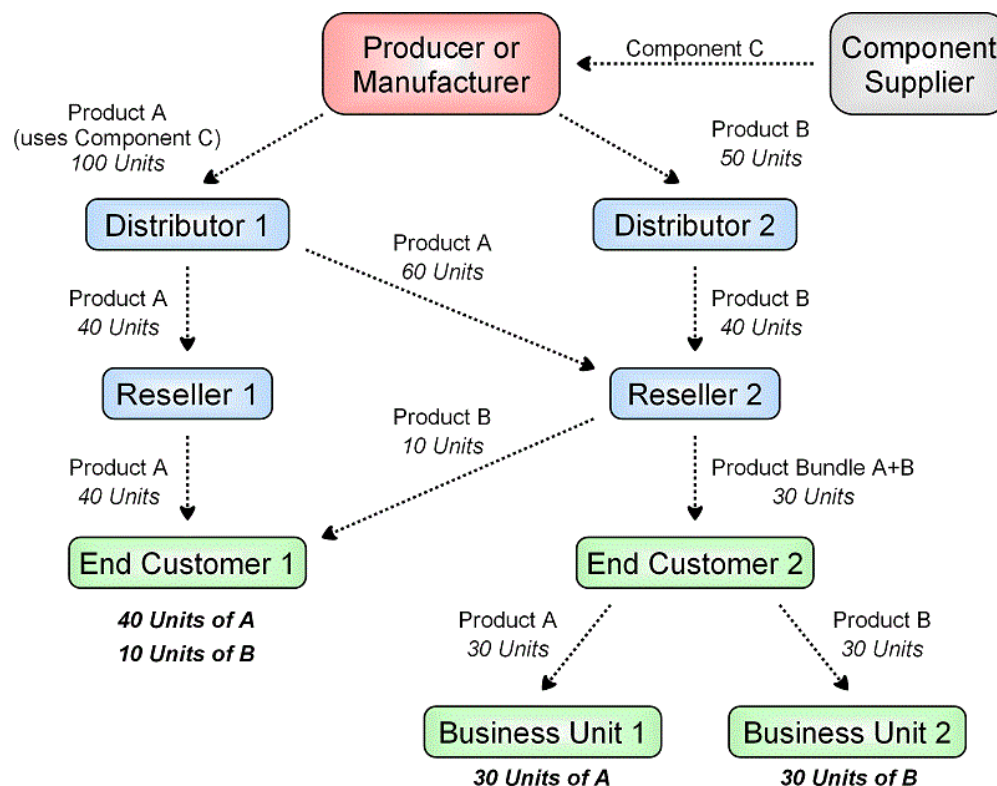 Producer or
Manufacturer
Component C
Component
Supplier
Product A
(uses Component C)
100 Units
Product B
50 Units
Distributor 1
Distributor 2
Product A
60 Units
Product A
40 Units
Product B
40 Units
Reseller 1
Reseller 2
Product B
10 Units
Product A
40 Units
Product Bundle A+B
30 Units
End Customer 1
End Customer 2
40 Units of A
10 Units of B
Product A
30 Units
Product B
30 Units
Business Unit 1
Business Unit 2
30 Units of A
30 Units of B